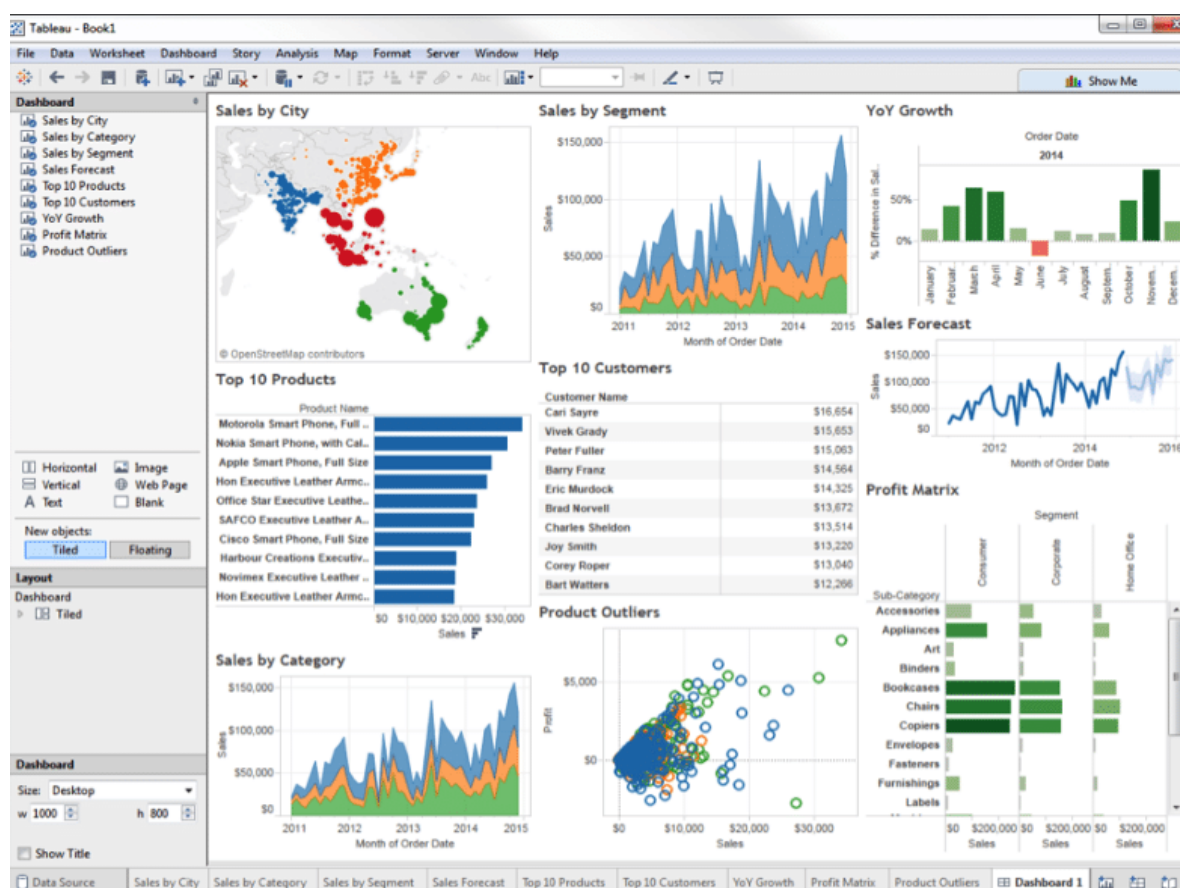 Tableau - Book1
File Data Worksheet Dashboard Story Analysis Map Format Server Window Help
Abc
Show Me
Dashboard
Sales by City
Sales by Category
Sales by Segment
Sales Forecast
Top 10 Products
Top 10 Customers
YoY Growth
Profit Matrix
Product Outliers
Horizontal Image
Vertical Web Page
A Text Blank
New objects:
Tiled Floating
Layout
Dashboard
Tiled
Dashboard
Size: Desktop
w 1000 h 800
Show Title
Sales by City
© OpenStreetMap contributors
Sales by Segment
$150,000
$100,000
$50,000
$0
Sales
2011 2012 2013 2014 2015
Month of Order Date
YoY Growth
Order Date
2014
% Difference in Sal..
50%
0%
January
Februar..
March
April
May
June
July
August
Septem..
October
Novem..
Decem..
Sales Forecast
$150,000
$100,000
$50,000
$0
Sales
2012 2014 2016
Month of Order Date
Top 10 Products
Product Name
Motorola Smart Phone, Full ..
Nokia Smart Phone, with Cal..
Apple Smart Phone, Full Size
Hon Executive Leather Armc..
Office Star Executive Leathe..
SAFCO Executive Leather A..
Cisco Smart Phone, Full Size
Harbour Creations Executiv..
Novimex Executive Leather ..
Hon Executive Leather Armc..
$0 $10,000 $20,000 $30,000
Sales
Top 10 Customers
Customer Name
Cari Sayre $16,654
Vivek Grady $15,653
Peter Fuller $15,063
Barry Franz $14,564
Eric Murdock $14,325
Brad Norvell $13,672
Charles Sheldon $13,514
Joy Smith $13,220
Corey Roper $13,040
Bart Watters $12,266
Profit Matrix
Segment
Consumer
Corporate
Home Office
Sub-Category
Accessories
Appliances
Art
Binders
Bookcases
Chairs
Copiers
Envelopes
Fasteners
Furnishings
Labels
$0 $200,000 $0 $200,000 $0 $200,000
Sales Sales Sales
Sales by Category
$150,000
$100,000
$50,000
$0
Sales
2011 2012 2013 2014 2015
Month of Order Date
Product Outliers
$5,000
$0
Profit
$0 $10,000 $20,000 $30,000
Sales
Data Source Sales by City Sales by Category Sales by Segment Sales Forecast Top 10 Products Top 10 Customers YoY Growth Profit Matrix Product Outliers Dashboard 1